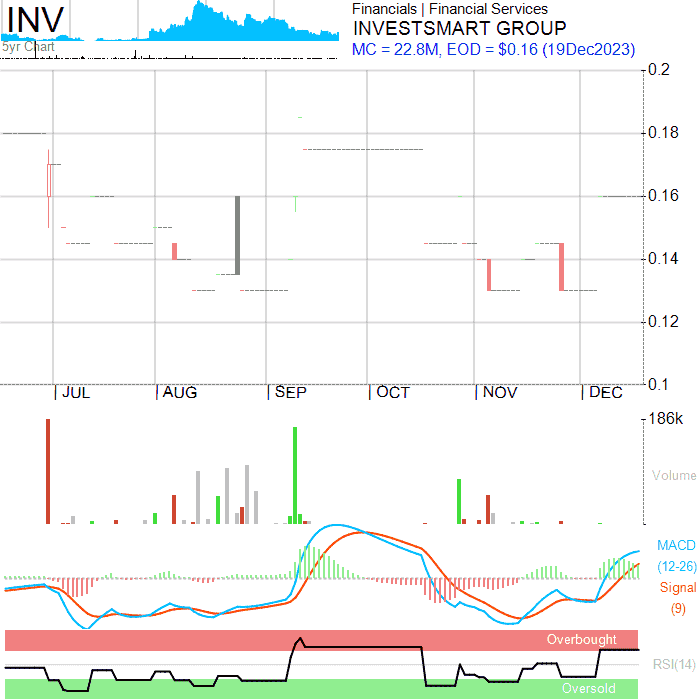 INV
5yr Chart
Financials | Financial Services
INVESTSMART GROUP
MC = 22.8M, EOD = $0.16 (19Dec2023)
0.2
0.18
0.16
0.14
0.12
0.1
JUL AUG SEP OCT NOV DEC
186k
Volume
MACD
(12-26)
Signal
(9)
Overbought
RSI(14)
Oversold